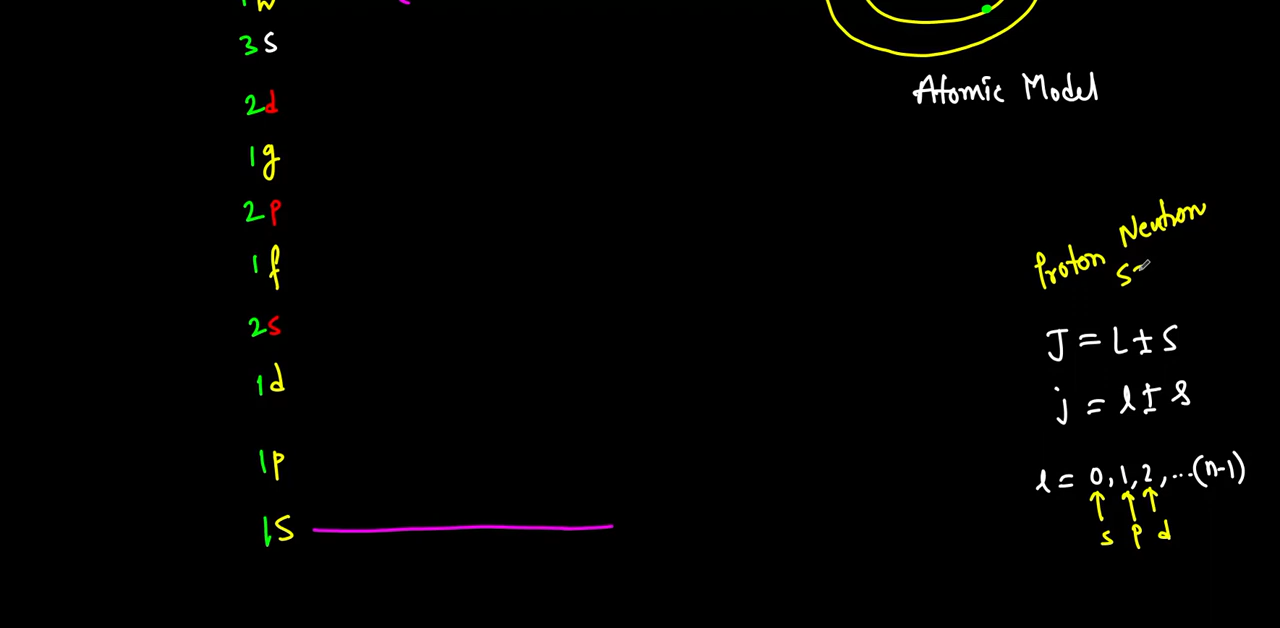 3s
2d
1g
2p
1f
2s
1d
1p
1s
Atomic Model
Proton Neutron
s
J = L ± S
j = l ± s
l = 0, 1, 2, ... (n-1)
s p d